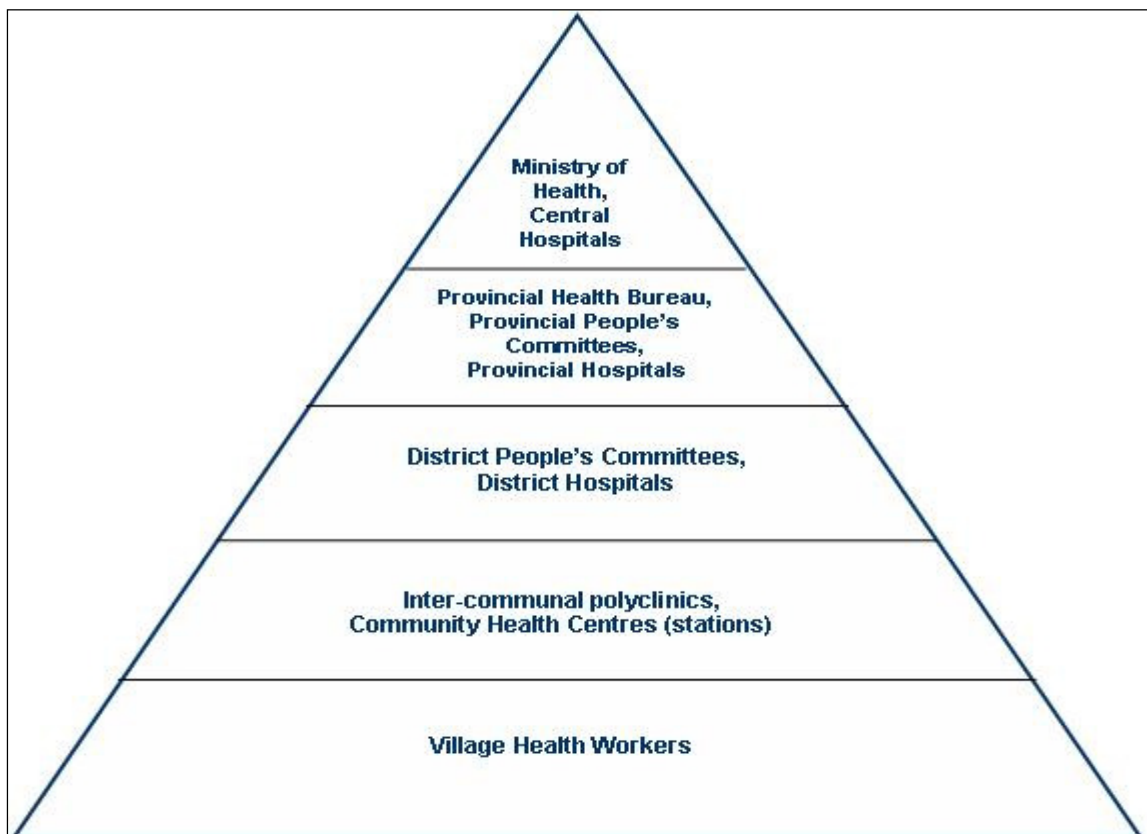 Ministry of
Health,
Central
Hospitals
Provincial Health Bureau,
Provincial People's
Committees,
Provincial Hospitals
District People's Committees,
District Hospitals
Inter-communal polyclinics,
Community Health Centres (stations)
Village Health Workers